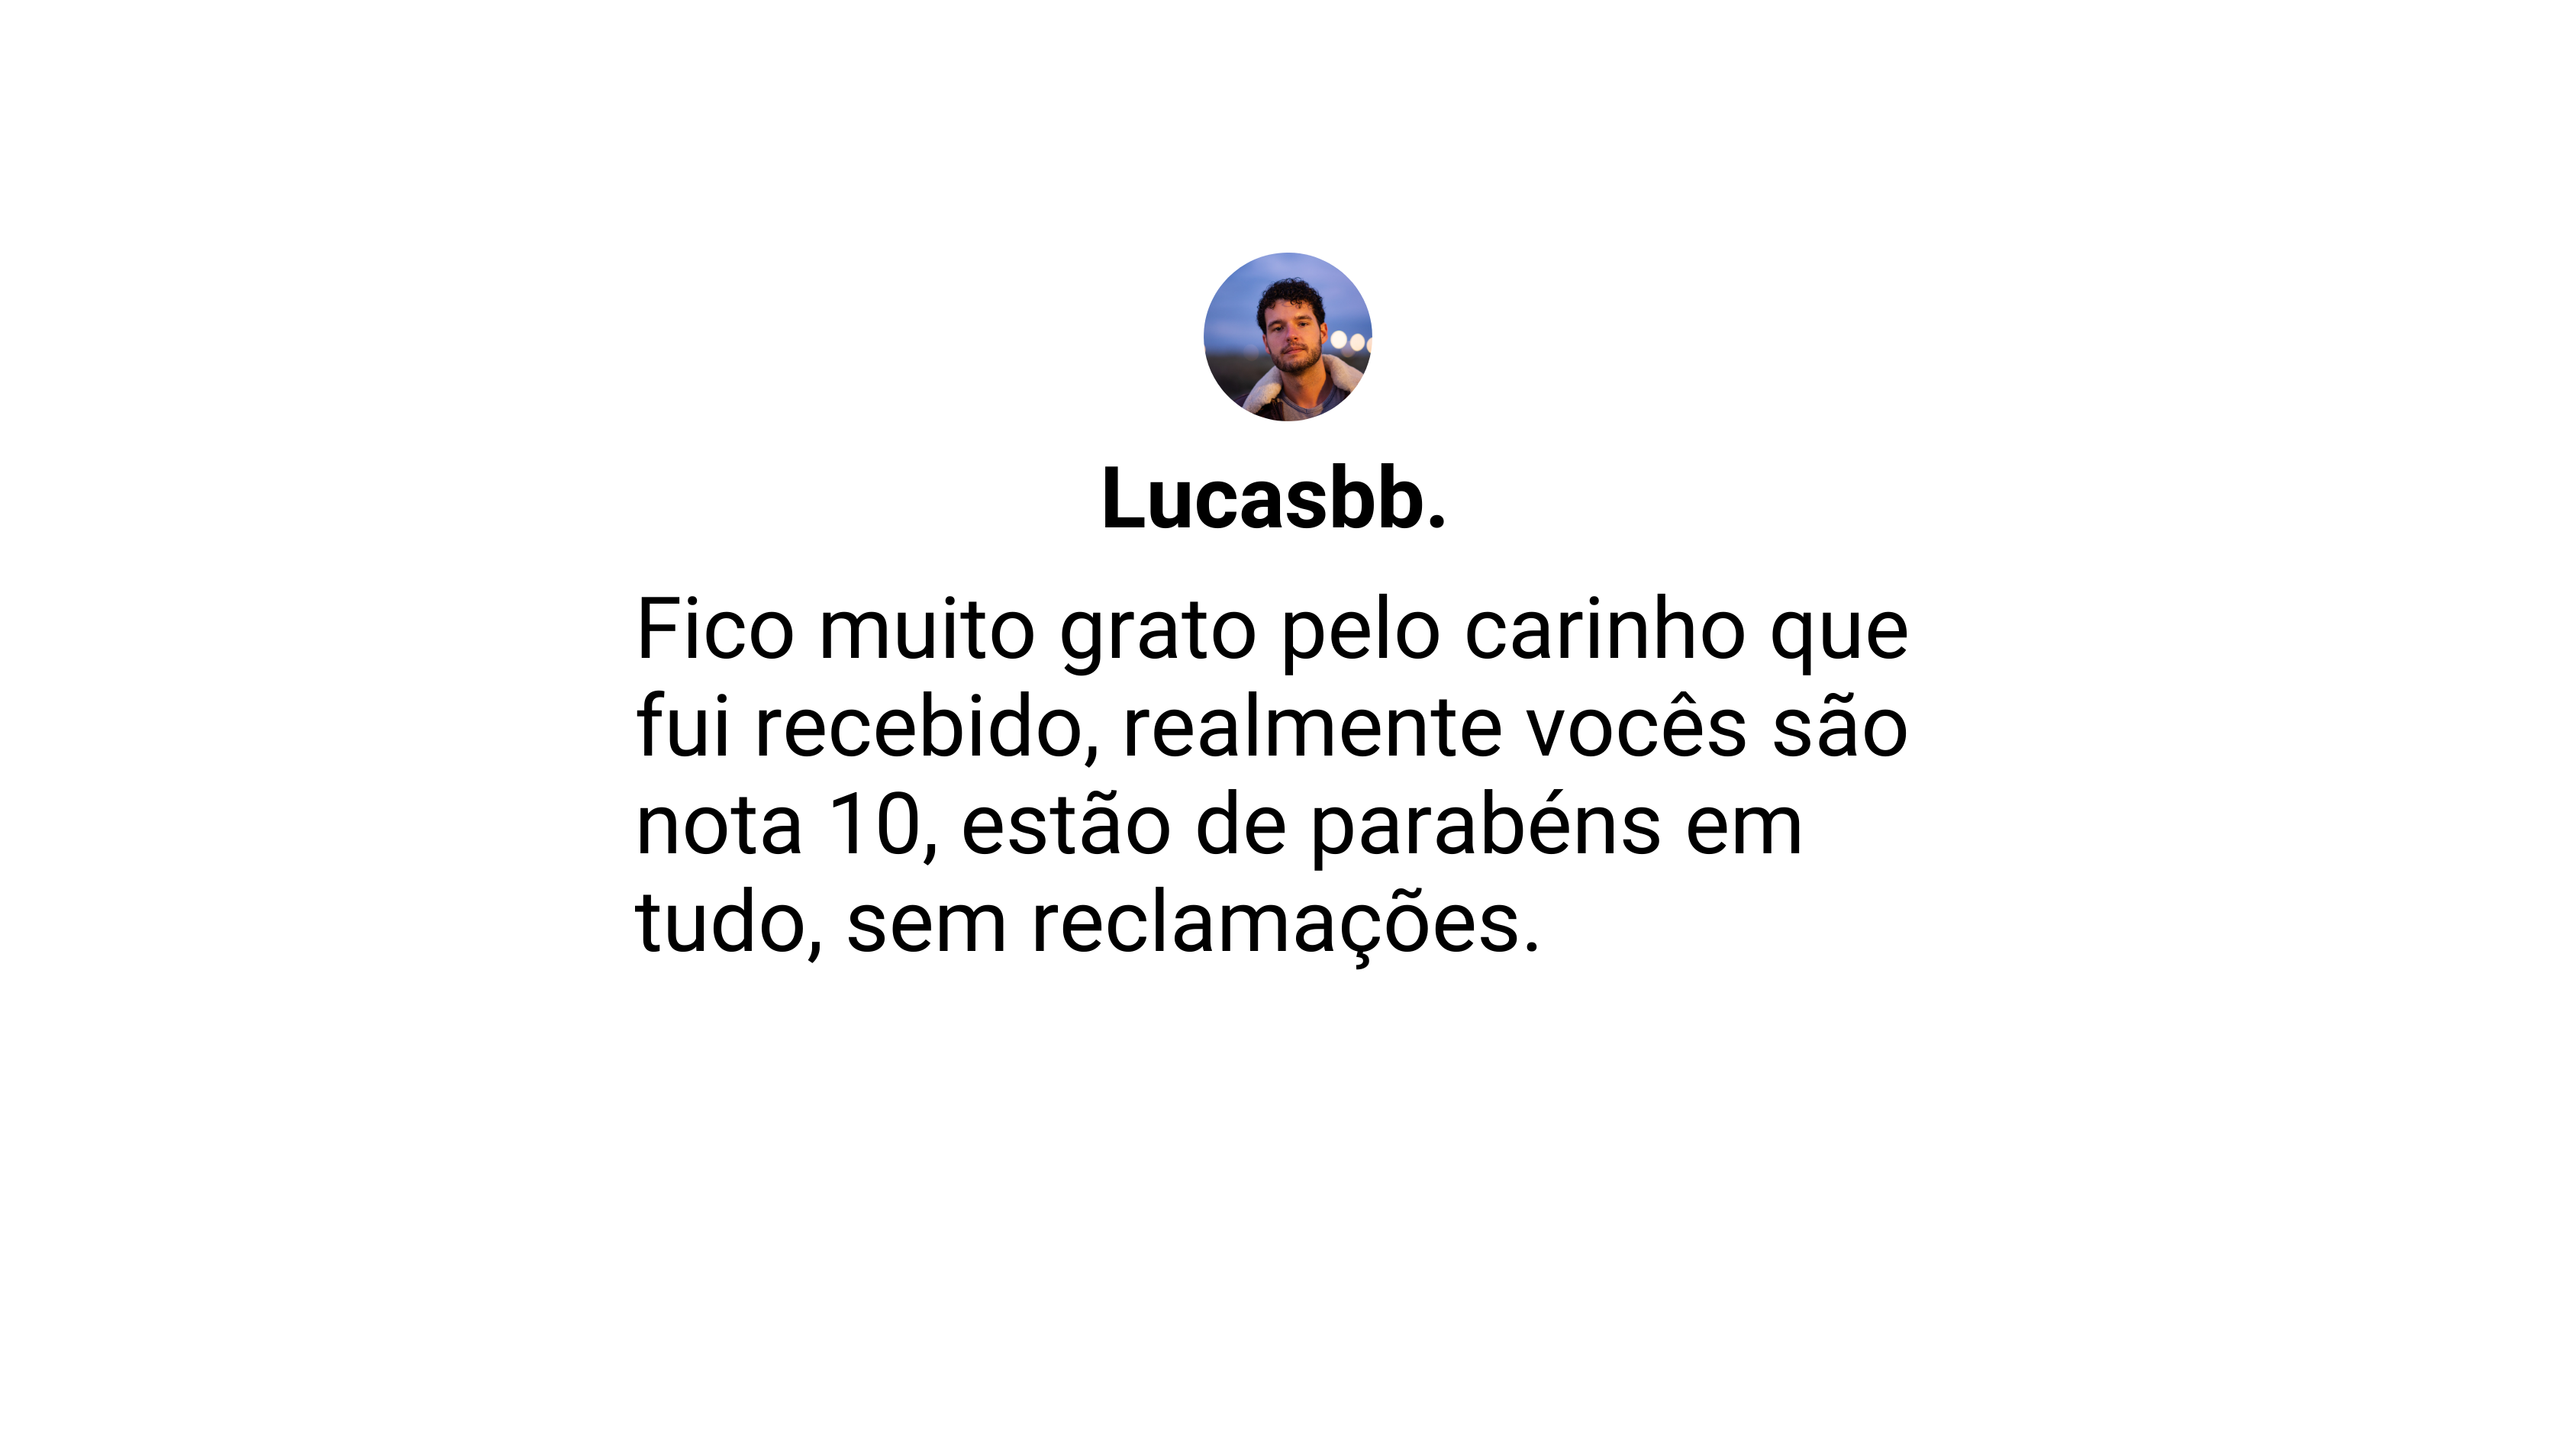 Lucasbb.
Fico muito grato pelo carinho que
fui recebido, realmente vocês são
nota 10, estão de parabéns em
tudo, sem reclamações.